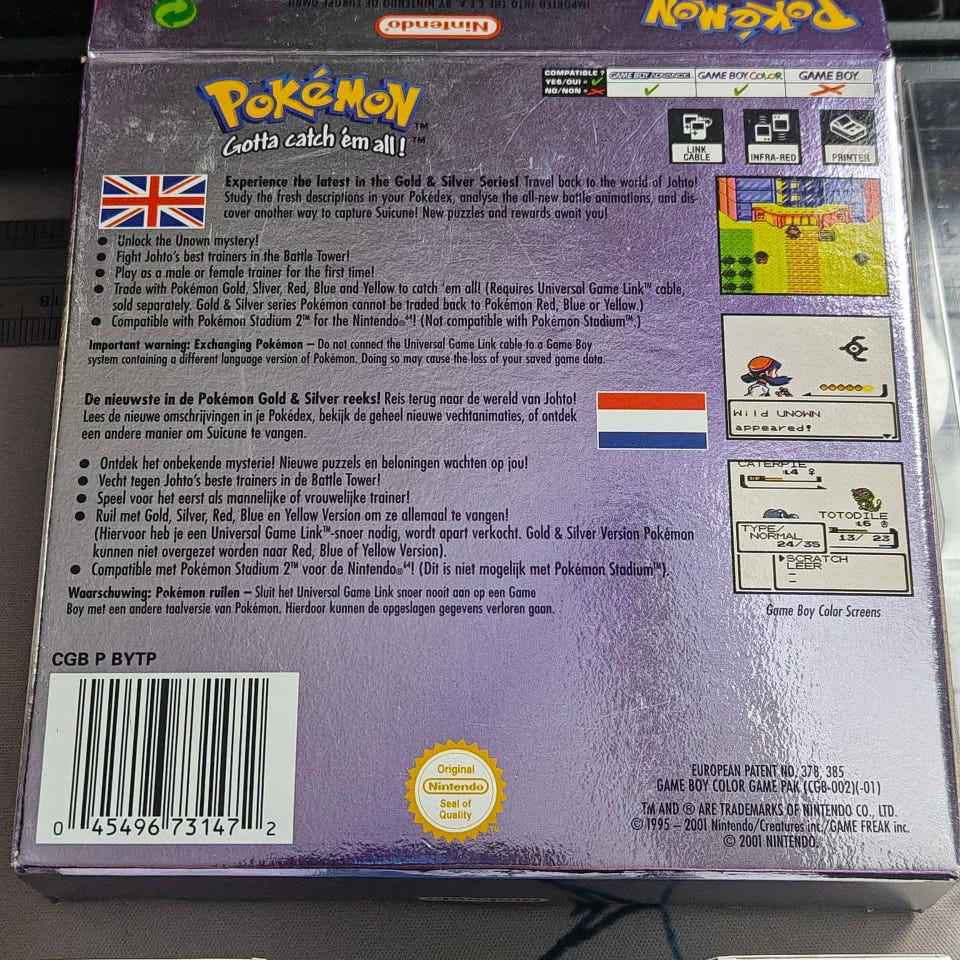 IMPORTED INTO THE E.E.A. BY NINTENDO OF EUROPE GMBH
Nintendo
POKéMON
POKéMON™
Gotta catch 'em all!™
COMPATIBLE ?
YES/OUI = ✓
NO/NON = ✗
GAME BOY ADVANCE
✓
GAME BOY COLOR
✓
GAME BOY
✗
LINK CABLE
INFRA-RED
PRINTER
Experience the latest in the Gold & Silver Series! Travel back to the world of Johto!
Study the fresh descriptions in your Pokédex, analyse the all-new battle animations, and dis-
cover another way to capture Suicune! New puzzles and rewards await you!
● Unlock the Unown mystery!
● Fight Johto's best trainers in the Battle Tower!
● Play as a male or female trainer for the first time!
● Trade with Pokémon Gold, Sliver, Red, Blue and Yellow to catch 'em all! (Requires Universal Game Link™ cable,
sold separately. Gold & Silver series Pokémon cannot be traded back to Pokémon Red, Blue or Yellow.)
● Compatible with Pokémon Stadium 2™ for the Nintendo®⁶⁴! (Not compatible with Pokémon Stadium™.)
Important warning: Exchanging Pokémon – Do not connect the Universal Game Link cable to a Game Boy
system containing a different language version of Pokémon. Doing so may cause the loss of your saved game data.
De nieuwste in de Pokémon Gold & Silver reeks! Reis terug naar de wereld van Johto!
Lees de nieuwe omschrijvingen in je Pokédex, bekijk de geheel nieuwe vechtanimaties, of ontdek
een andere manier om Suicune te vangen.
● Ontdek het onbekende mysterie! Nieuwe puzzels en beloningen wachten op jou!
● Vecht tegen Johto's beste trainers in de Battle Tower!
● Speel voor het eerst als mannelijke of vrouwelijke trainer!
● Ruil met Gold, Silver, Red, Blue en Yellow Version om ze allemaal te vangen!
(Hiervoor heb je een Universal Game Link™-snoer nodig, wordt apart verkocht. Gold & Silver Version Pokémon
kunnen niet overgezet worden naar Red, Blue of Yellow Version).
● Compatible met Pokémon Stadium 2™ voor de Nintendo®⁶⁴! (Dit is niet mogelijk met Pokémon Stadium™).
Waarschuwing: Pokémon ruilen – Sluit het Universal Game Link snoer nooit aan op een Game
Boy met een andere taalversie van Pokémon. Hierdoor kunnen de opgeslagen gegevens verloren gaan.
Wild UNOWN
appeared!
CATERPIE
:L4 ♀
HP:
TOTODILE
:L6 ♂
TYPE/
NORMAL
24/35
13/ 23
▶SCRATCH
LEER
–
–
Game Boy Color Screens
CGB P BYTP
0 45496 73147 2
Original
Nintendo
Seal of
Quality
EUROPEAN PATENT NO. 378, 385
GAME BOY COLOR GAME PAK (CGB-002)(-01)
TM AND ® ARE TRADEMARKS OF NINTENDO CO., LTD.
© 1995 – 2001 Nintendo/Creatures inc./GAME FREAK inc.
© 2001 NINTENDO.